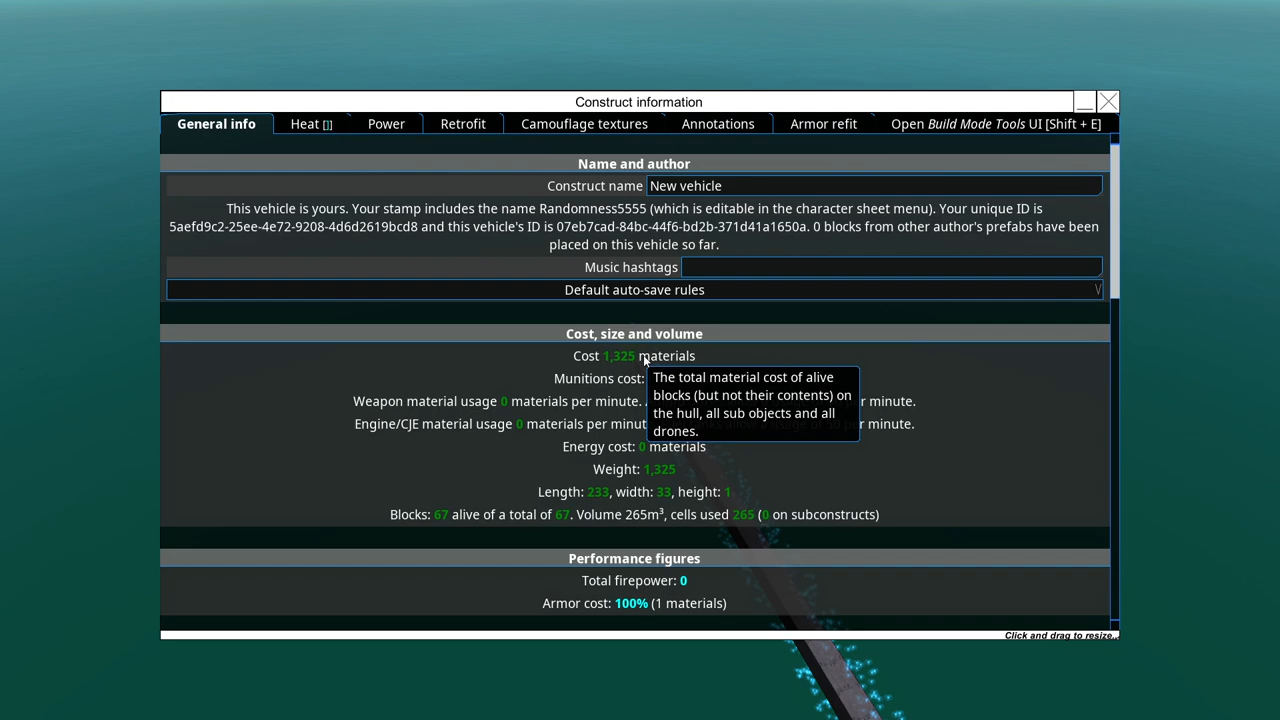 Construct information
General info
Heat []]
Power
Retrofit
Camouflage textures
Annotations
Armor refit
Open Build Mode Tools UI [Shift + E]
Name and author
Construct name New vehicle
This vehicle is yours. Your stamp includes the name Randomness5555 (which is editable in the character sheet menu). Your unique ID is
5aefd9c2-25ee-4e72-9208-4d6d2619bcd8 and this vehicle's ID is 07eb7cad-84bc-44f6-bd2b-371d41a1650a. 0 blocks from other author's prefabs have been
placed on this vehicle so far.
Music hashtags
Default auto-save rules
Cost, size and volume
Cost 1,325 materials
Munitions cost:
The total material cost of alive
blocks (but not their contents) on
the hull, all sub objects and all
drones.
Weapon material usage 0 materials per minute. minute.
Engine/CJE material usage 0 materials per minut minute.
Energy cost: 0 materials
Weight: 1,325
Length: 233, width: 33, height: 1
Blocks: 67 alive of a total of 67. Volume 265m³, cells used 265 (0 on subconstructs)
Performance figures
Total firepower: 0
Armor cost: 100% (1 materials)
Click and drag to resize..